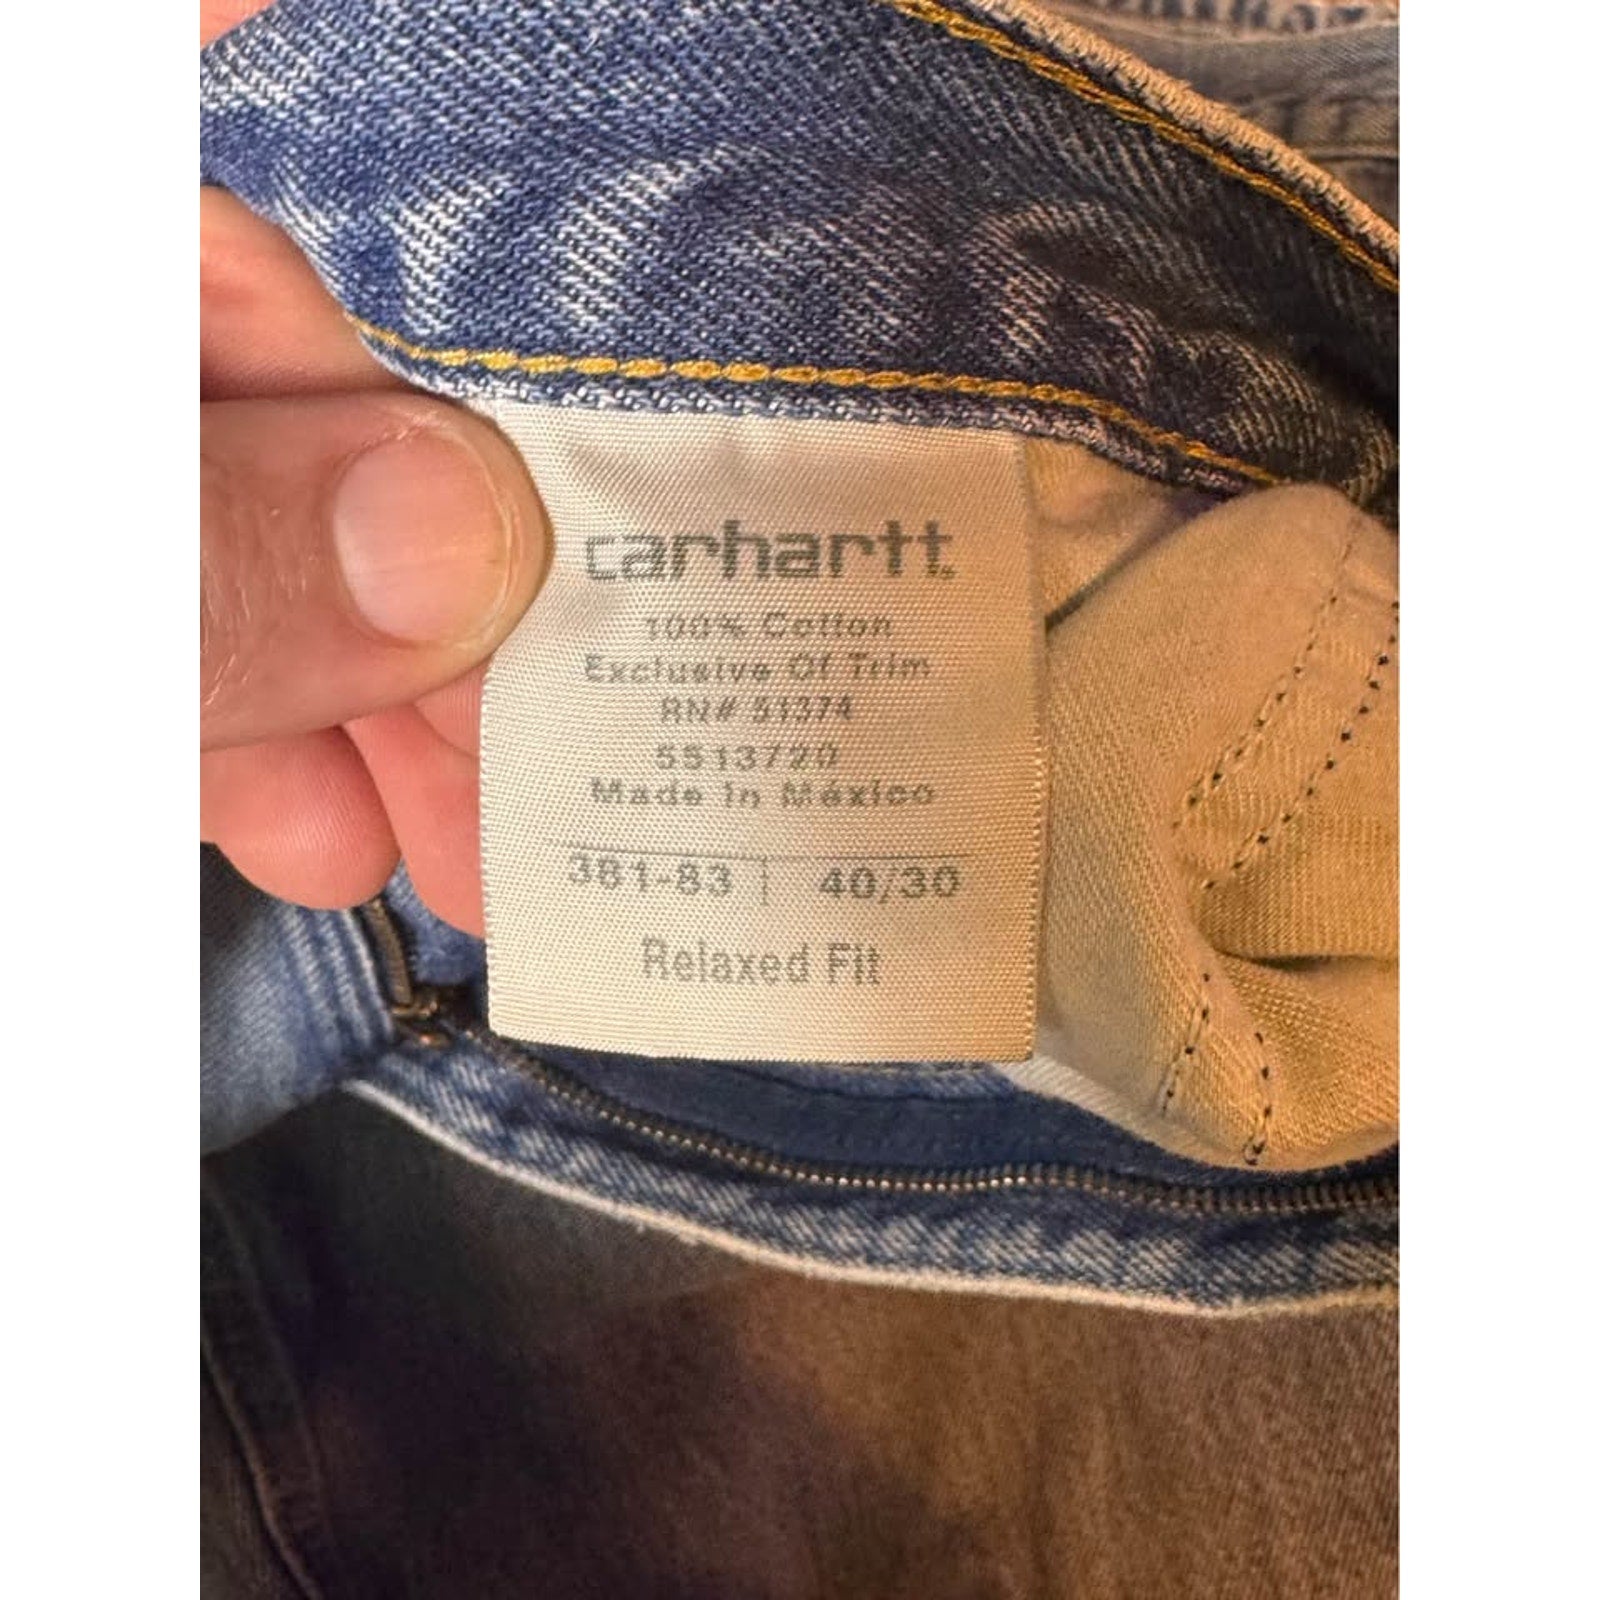 carhartt
100% Cotton
Exclusive Of Trim
RN# 51374
5513720
Made In México
381-83 | 40/30
Relaxed Fit